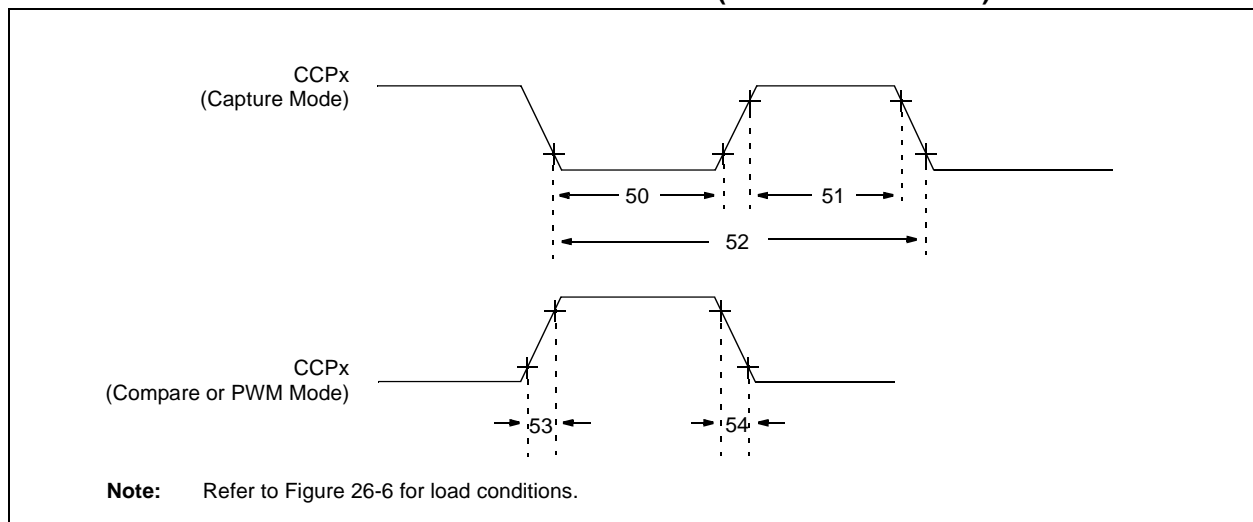 CCPx
(Capture Mode)
50
51
52
CCPx
(Compare or PWM Mode)
53
54
Note: Refer to Figure 26-6 for load conditions.